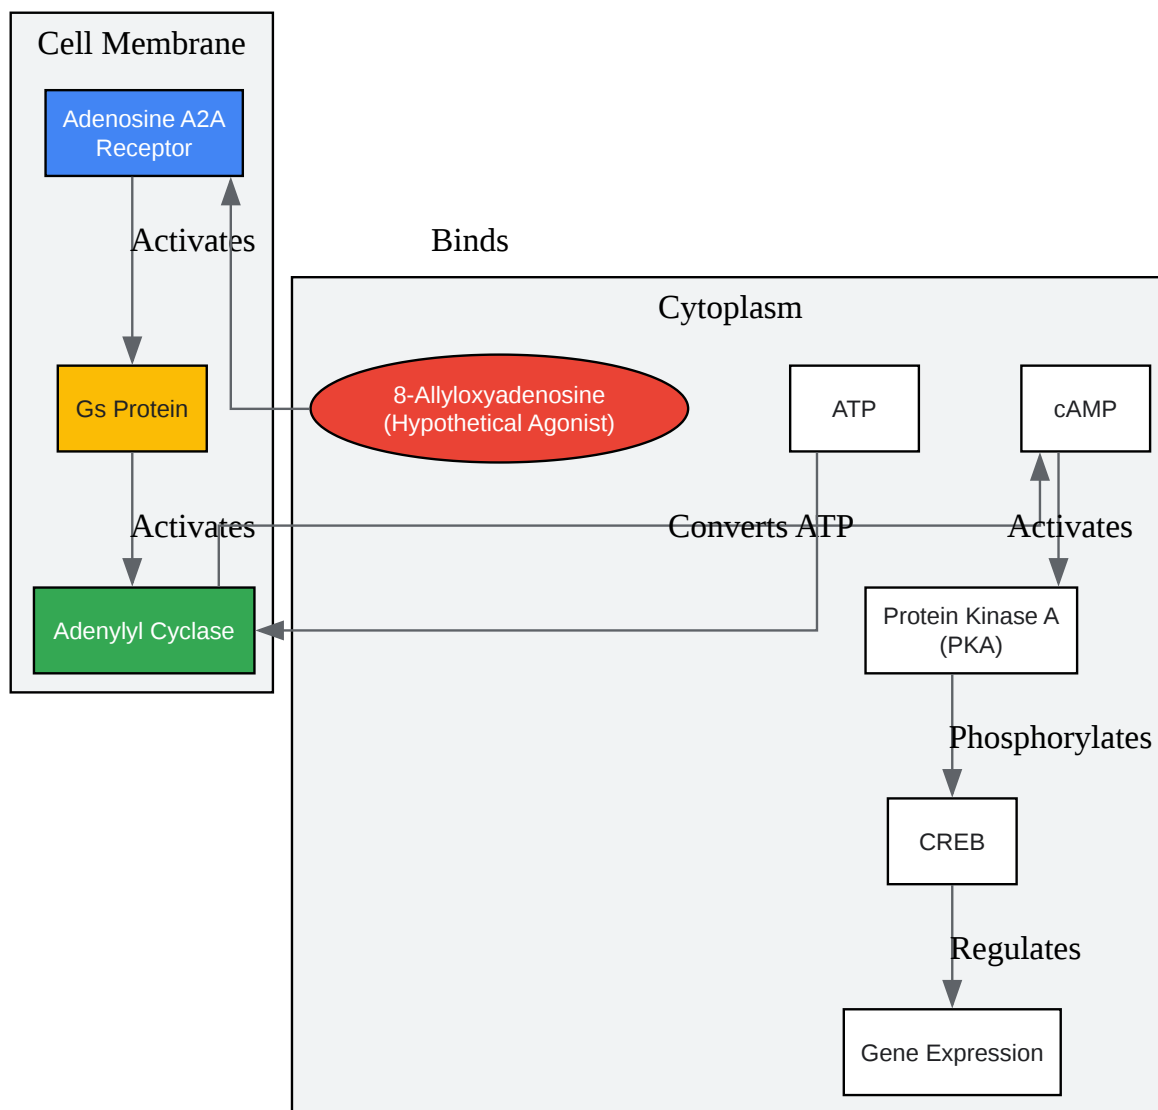 Cell Membrane
Adenosine A2A
Receptor
Activates
Binds
Cytoplasm
Gs Protein
8-Allyloxyadenosine
(Hypothetical Agonist)
ATP
cAMP
Activates
Converts ATP
Activates
Adenylyl Cyclase
Protein Kinase A
(PKA)
Phosphorylates
CREB
Regulates
Gene Expression